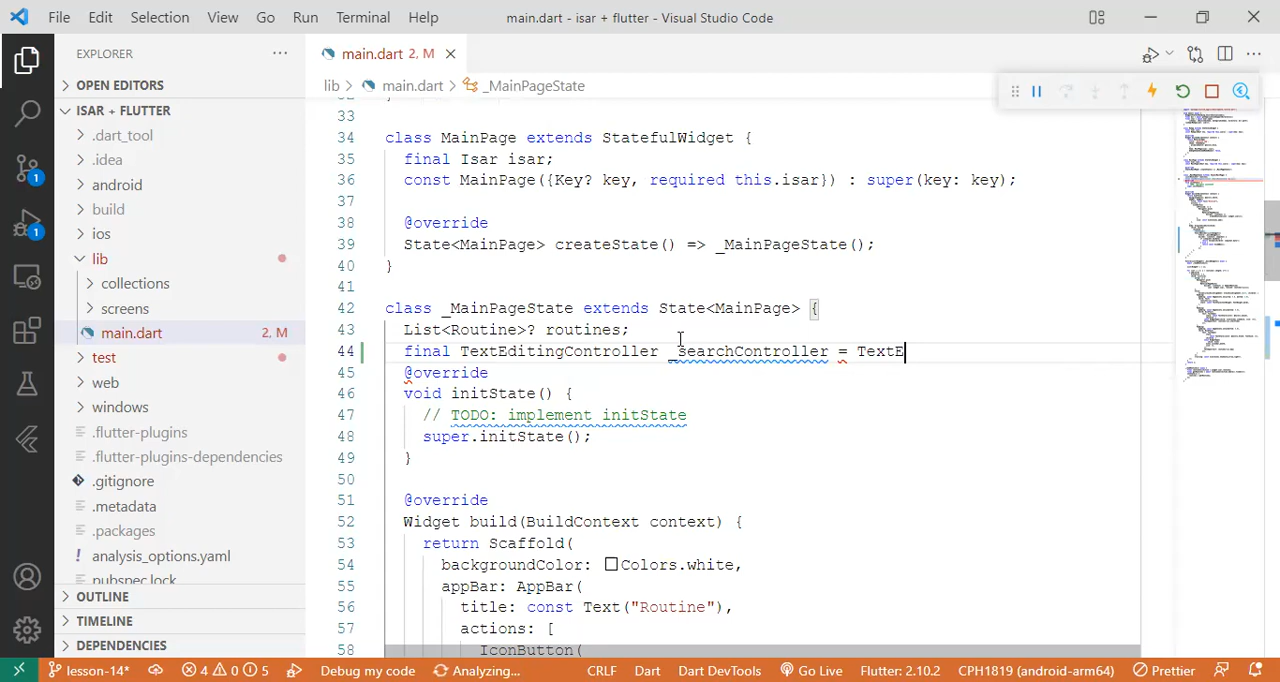 File Edit Selection View Go Run Terminal Help
main.dart - isar + flutter - Visual Studio Code
EXPLORER
main.dart 2, M
OPEN EDITORS
lib > main.dart > _MainPageState
ISAR + FLUTTER
.dart_tool
.idea
android
build
ios
lib
collections
screens
main.dart 2, M
test
web
windows
.flutter-plugins
.flutter-plugins-dependencies
.gitignore
.metadata
.packages
analysis_options.yaml
pubspec.lock
OUTLINE
TIMELINE
DEPENDENCIES
1
1
33
34 class MainPage extends StatefulWidget {
35 final Isar isar;
36 const MainPage({Key? key, required this.isar}) : super(key: key);
37
38 @override
39 State<MainPage> createState() => _MainPageState();
40 }
41
42 class _MainPageState extends State<MainPage> {
43 List<Routine>? routines;
44 final TextEditingController _searchController = TextE
45 @override
46 void initState() {
47 // TODO: implement initState
48 super.initState();
49 }
50
51 @override
52 Widget build(BuildContext context) {
53 return Scaffold(
54 backgroundColor: Colors.white,
55 appBar: AppBar(
56 title: const Text("Routine"),
57 actions: [
58 IconButton(
lesson-14* 4 0 5 Debug my code Analyzing... CRLF Dart Dart DevTools Go Live Flutter: 2.10.2 CPH1819 (android-arm64) Prettier